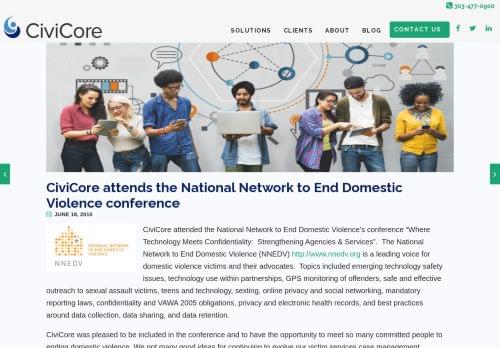 303-477-0900
CiviCore
SOLUTIONS CLIENTS ABOUT BLOG CONTACT US
CiviCore attends the National Network to End Domestic
Violence conference
JUNE 16, 2010
NATIONAL NETWORK
TO END DOMESTIC
VIOLENCE
NNEDV
CiviCore attended the National Network to End Domestic Violence's conference "Where
Technology Meets Confidentiality: Strengthening Agencies & Services". The National
Network to End Domestic Violence (NNEDV) http://www.nnedv.org is a leading voice for
domestic violence victims and their advocates. Topics included emerging technology safety
issues, technology use within partnerships, GPS monitoring of offenders, safe and effective
outreach to sexual assault victims, teens and technology, sexting, online privacy and social networking, mandatory
reporting laws, confidentiality and VAWA 2005 obligations, privacy and electronic health records, and best practices
around data collection, data sharing, and data retention.
CiviCore was pleased to be included in the conference and to have the opportunity to meet so many committed people to
ending domestic violence. We got many good ideas for continuing to evolve our victim services case management